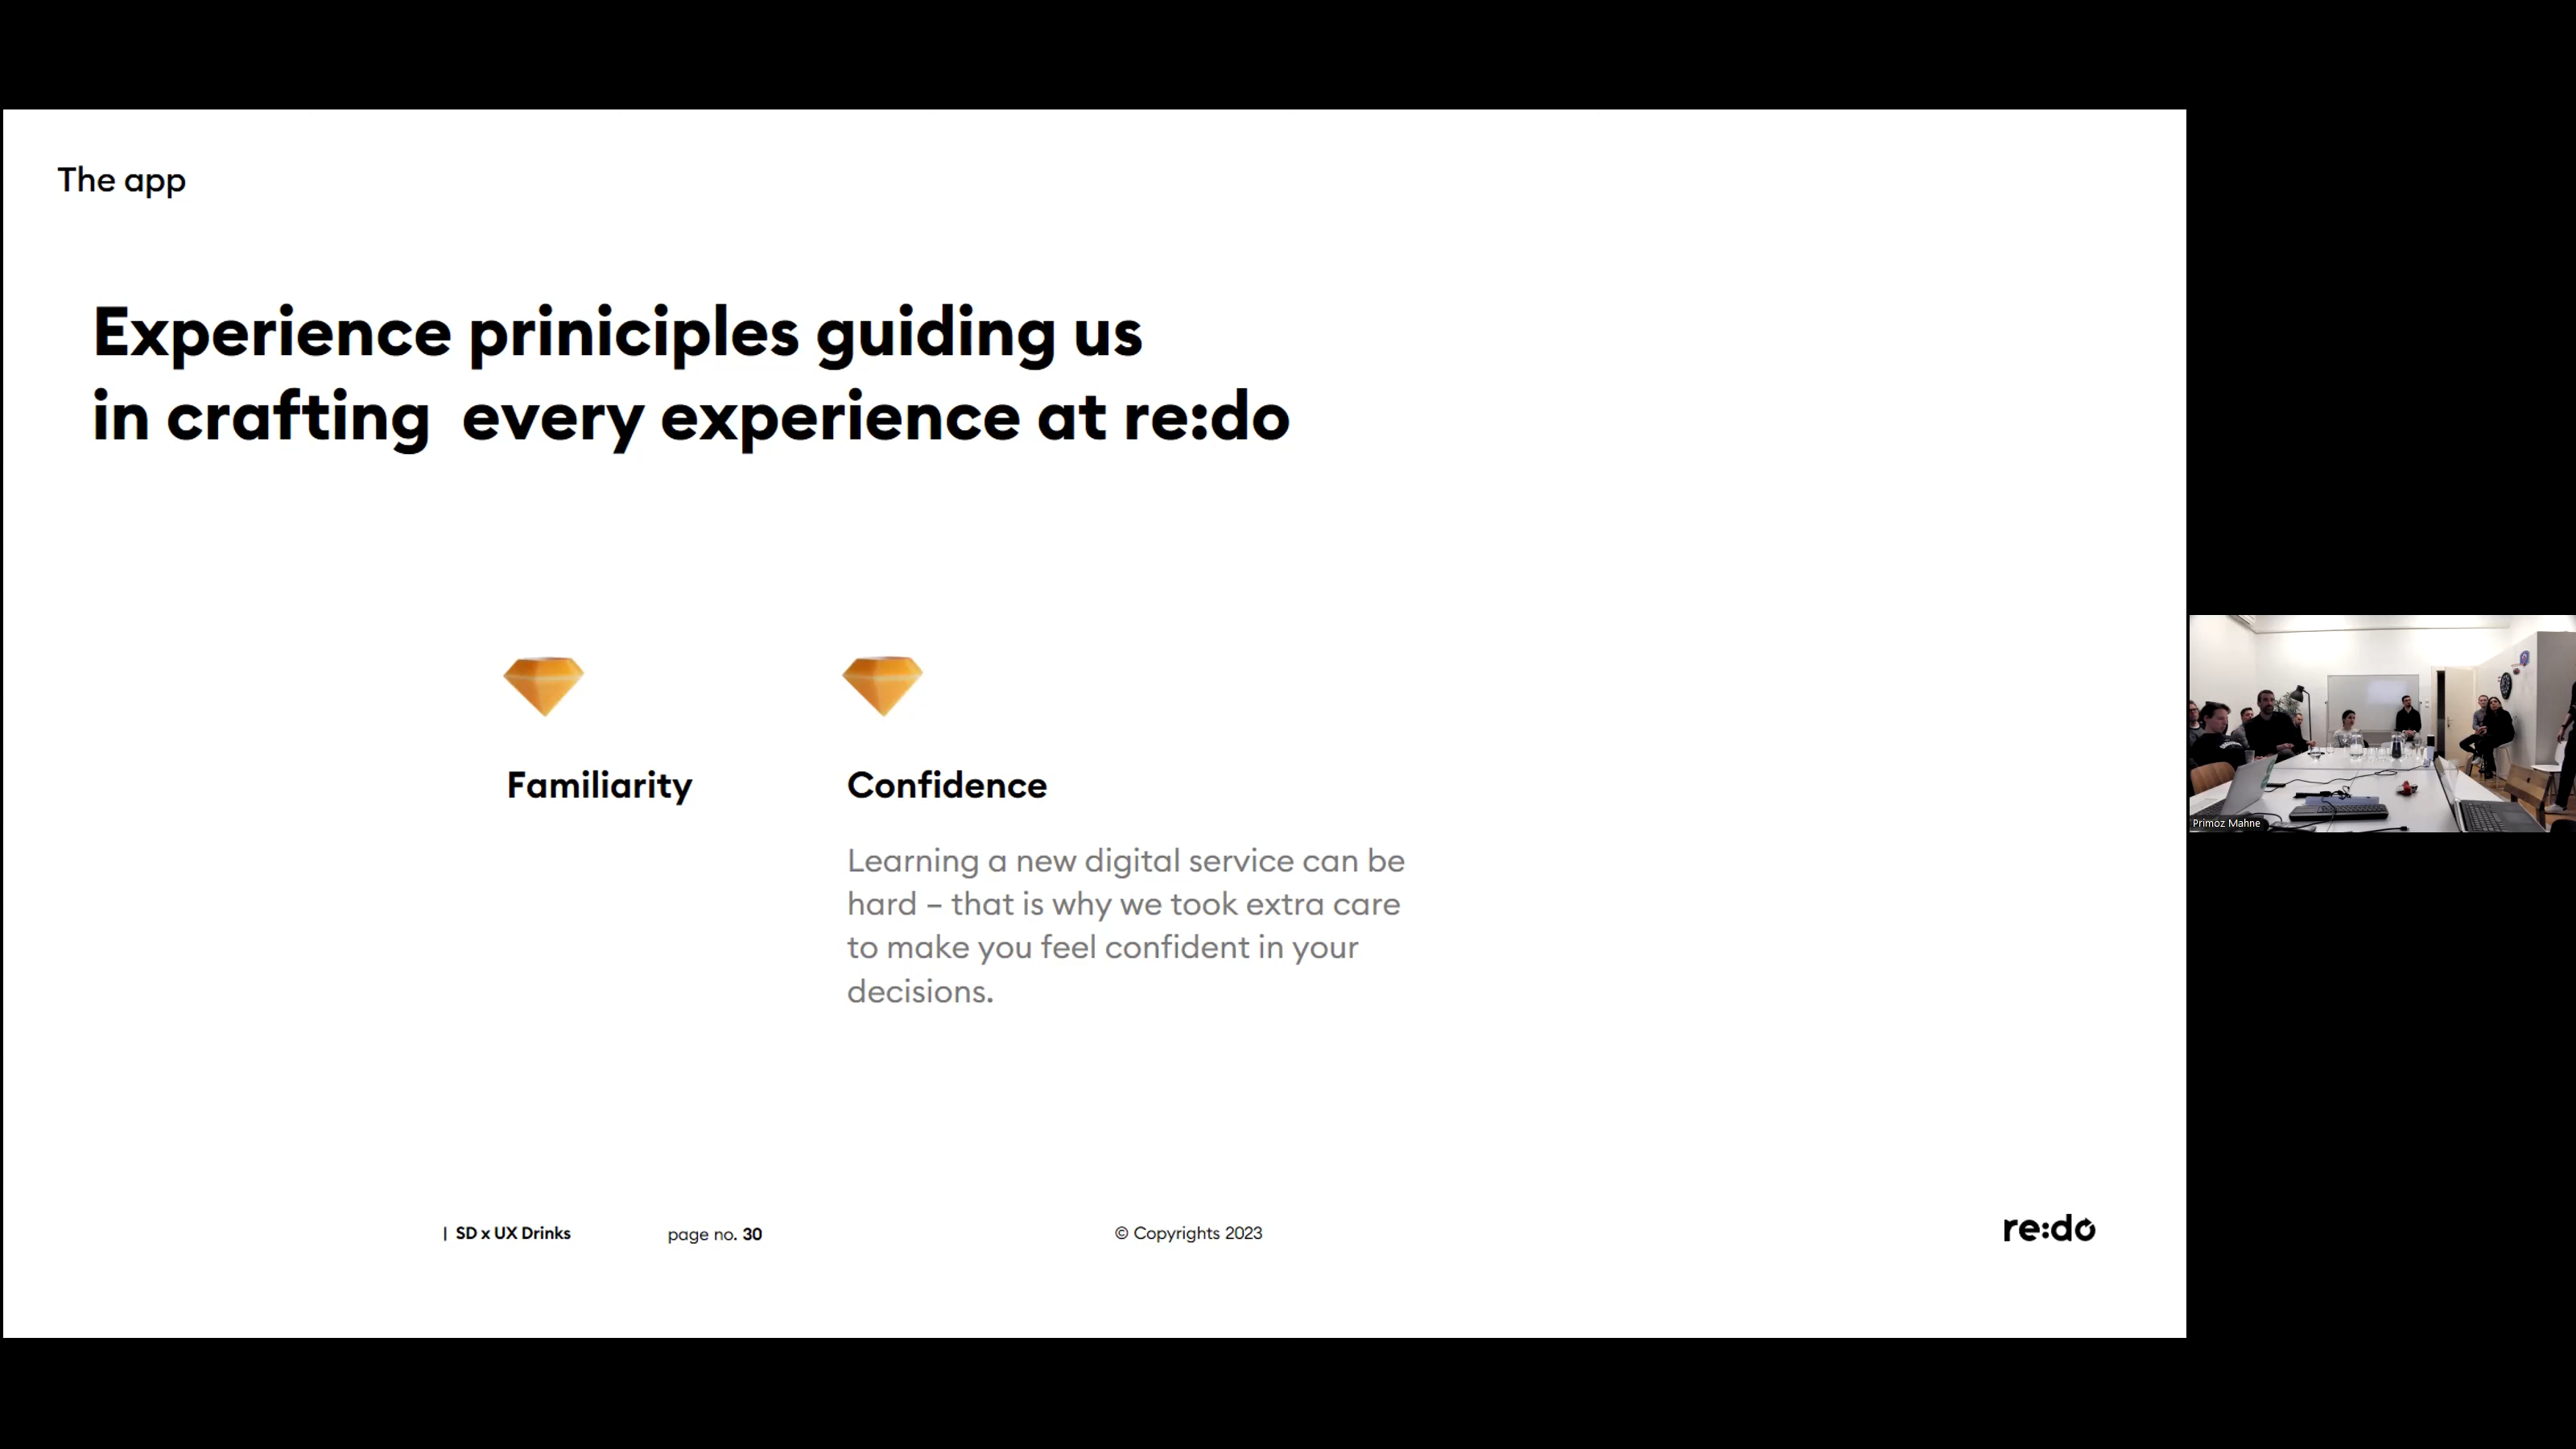 The app
Experience priniciples guiding us
in crafting  every experience at re:do
Familiarity
Confidence
Learning a new digital service can be
hard – that is why we took extra care
to make you feel confident in your
decisions.
| SD x UX Drinks
page no. 30
© Copyrights 2023
re:do
Primoz Mahne